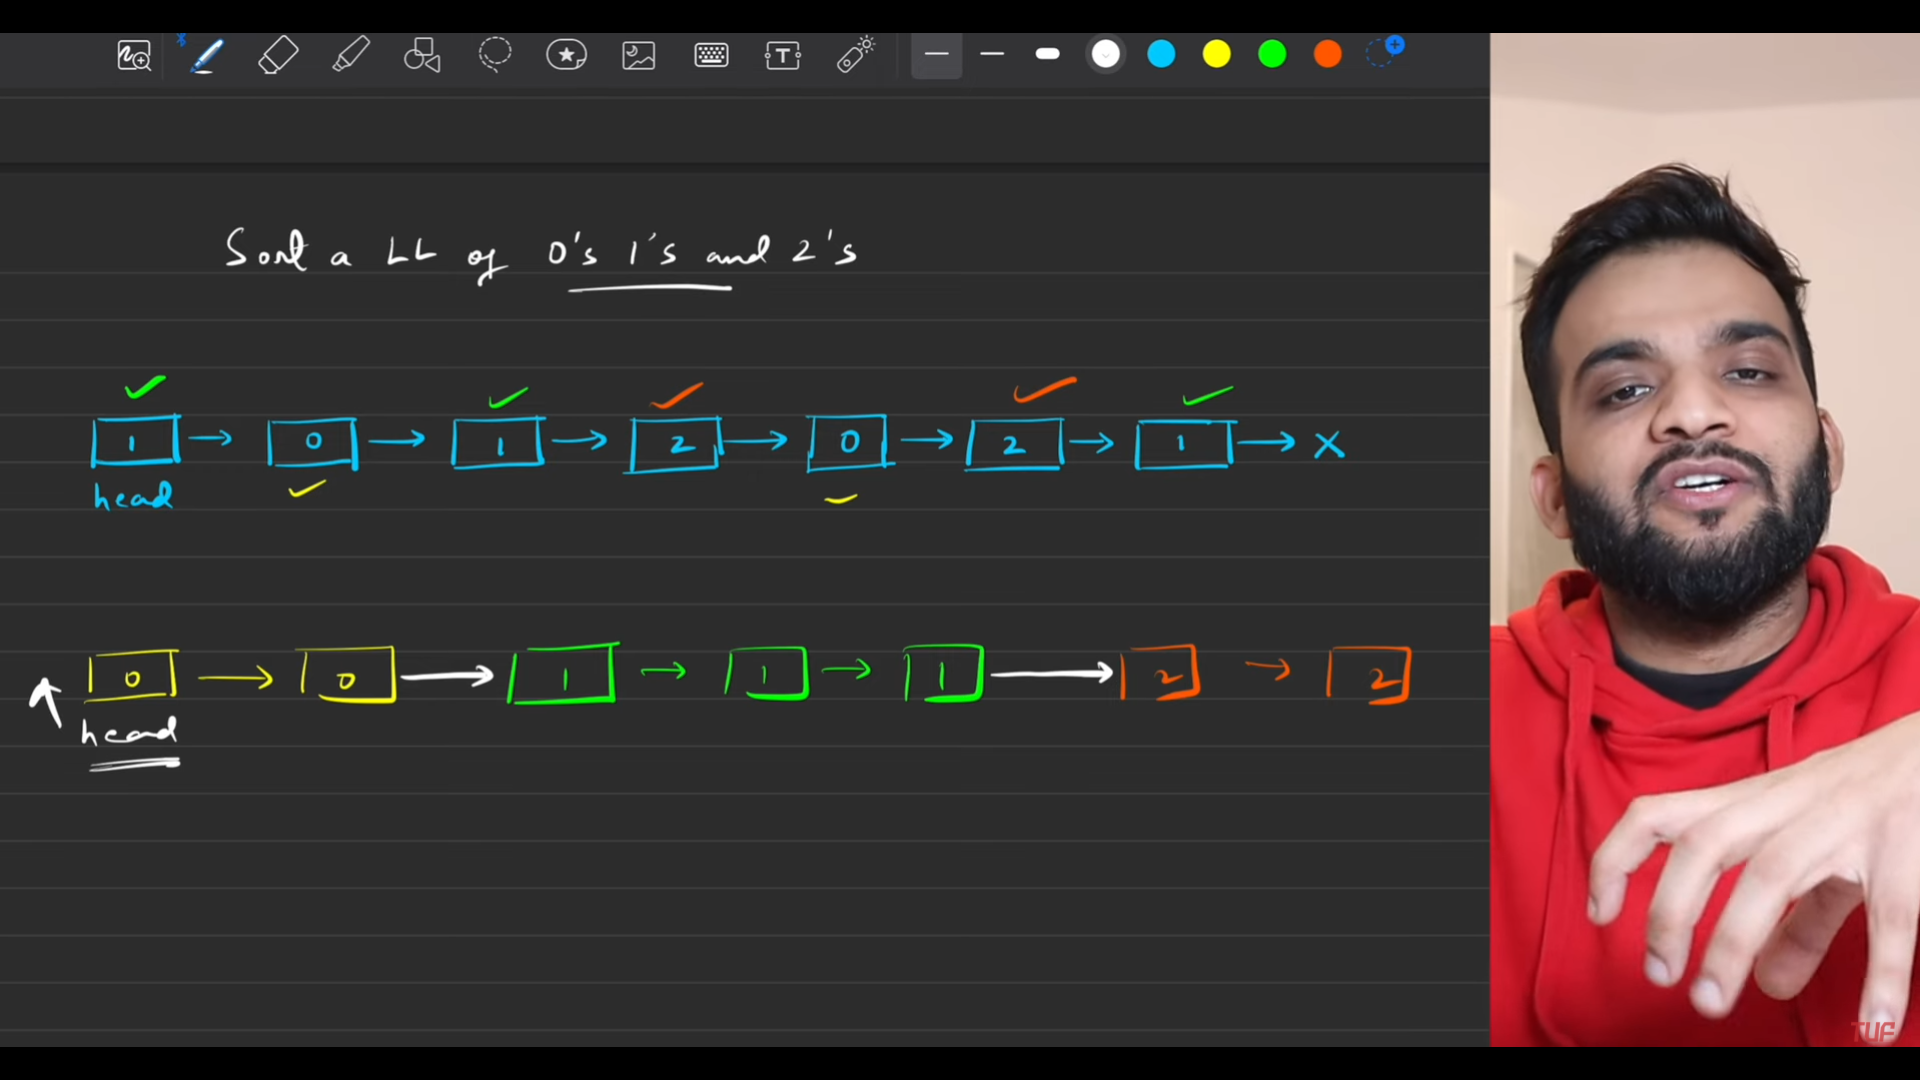 Sort a LL of 0's 1's and 2's
1 → 0 → 1 → 2 → 0 → 2 → 1 → X
head
0 → 0 → 1 → 1 → 1 → 2 → 2
head
TUF